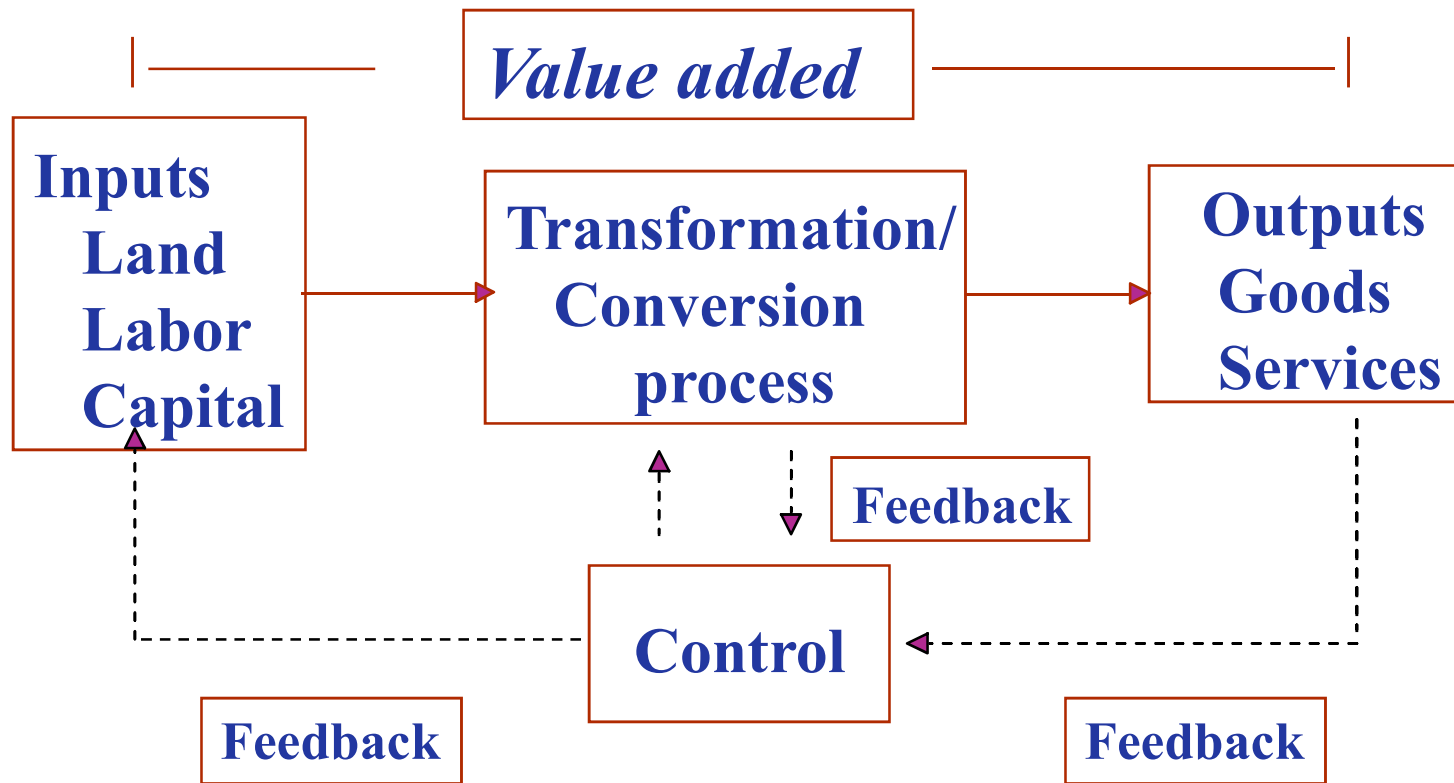 Value added
Inputs
Land
Labor
Capital
Transformation/
Conversion
process
Outputs
Goods
Services
Feedback
Control
Feedback
Feedback